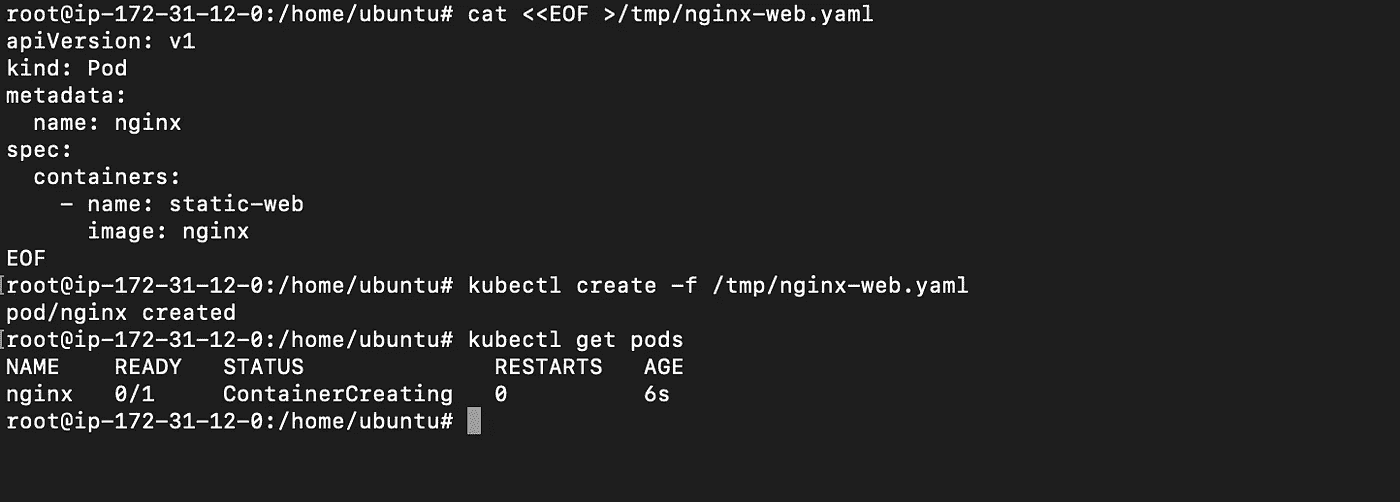 root@ip-172-31-12-0:/home/ubuntu# cat <<EOF >/tmp/nginx-web.yaml
apiVersion: v1
kind: Pod
metadata:
  name: nginx
spec:
  containers:
    - name: static-web
      image: nginx
EOF
root@ip-172-31-12-0:/home/ubuntu# kubectl create -f /tmp/nginx-web.yaml
pod/nginx created
root@ip-172-31-12-0:/home/ubuntu# kubectl get pods
NAME    READY   STATUS              RESTARTS   AGE
nginx   0/1     ContainerCreating   0          6s
root@ip-172-31-12-0:/home/ubuntu#